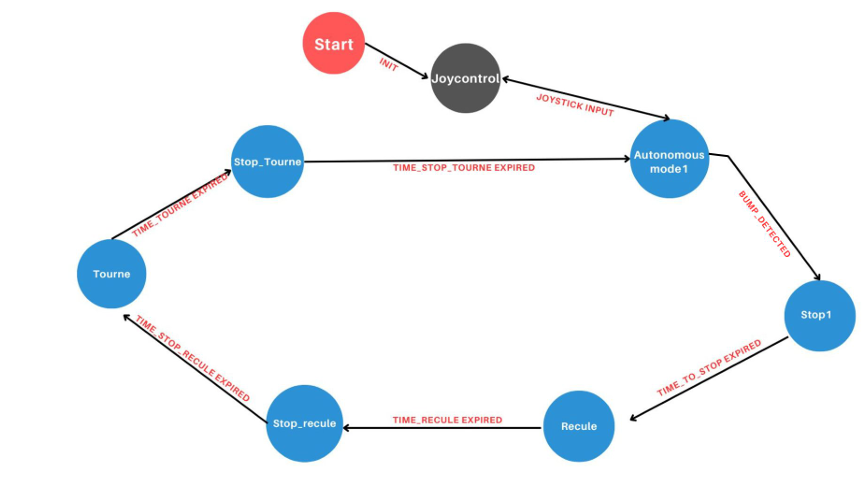 Start
INIT
Joycontrol
JOYSTICK INPUT
Autonomous
mode1
Stop_Tourne
TIME_STOP_TOURNE EXPIRED
TIME_TOURNE EXPIRED
BUMP_DETECTED
Tourne
Stop1
TIME_STOP_RECULE EXPIRED
TIME_TO_STOP EXPIRED
Stop_recule
TIME_RECULE EXPIRED
Recule